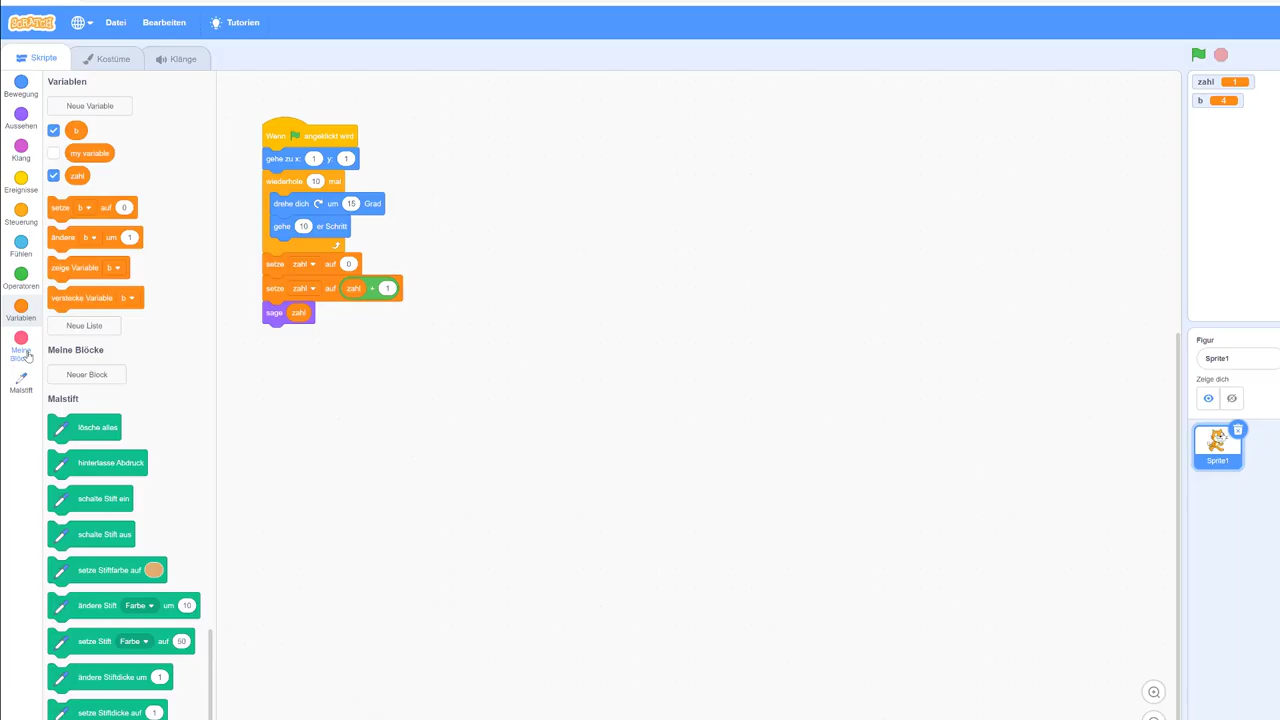 SCRATCH Datei Bearbeiten Tutorien
Skripte Kostüme Klänge
Bewegung
Aussehen
Klang
Ereignisse
Steuerung
Fühlen
Operatoren
Variablen
Meine
Malstift
Variablen
Neue Variable
b
my variable
zahl
setze b auf 0
ändere b um 1
zeige Variable b
verstecke Variable b
Neue Liste
Meine Blöcke
Neuer Block
Malstift
lösche alles
hinterlasse Abdruck
schalte Stift ein
schalte Stift aus
setze Stiftfarbe auf
ändere Stift Farbe um 10
setze Stift Farbe auf 50
ändere Stiftdicke um 1
setze Stiftdicke auf 1
Wenn angeklickt wird
gehe zu x: 1 y: 1
wiederhole 10 mal
drehe dich um 15 Grad
gehe 10 er Schritt
setze zahl auf 0
setze zahl auf zahl + 1
sage zahl
zahl 1
b 4
Figur
Sprite1
Zeige dich
Sprite1